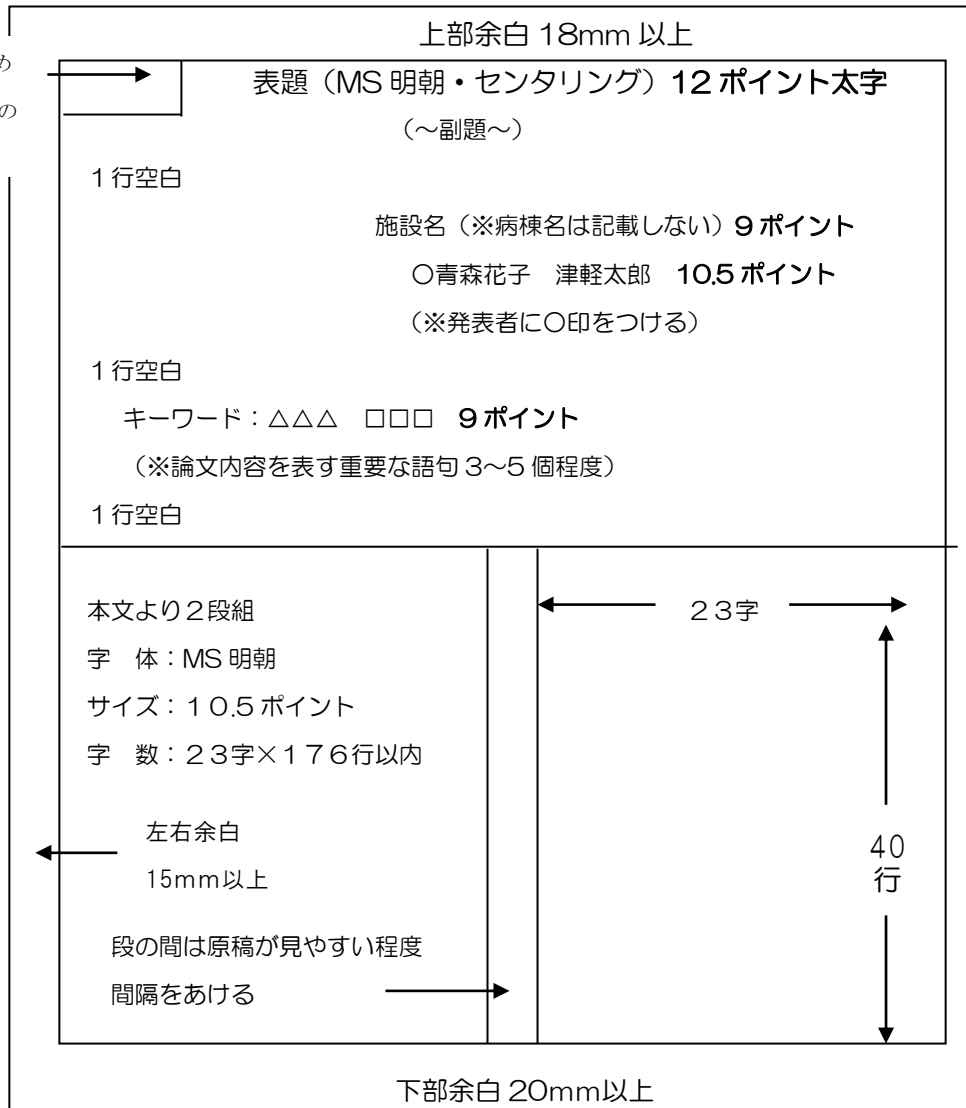 上部余白 18mm 以上
め
の
表題（MS 明朝・センタリング）12 ポイント太字
（～副題～）
１行空白
施設名（※病棟名は記載しない）９ポイント
○青森花子　津軽太郎　10.5 ポイント
（※発表者に○印をつける）
１行空白
キーワード：△△△　□□□　９ポイント
（※論文内容を表す重要な語句 3～5 個程度）
１行空白
本文より２段組
字　体：MS 明朝
サイズ：１０.5 ポイント
字　数：２３字×１７６行以内
左右余白
15mm以上
段の間は原稿が見やすい程度
間隔をあける
２３字
40
行
下部余白 20mm以上